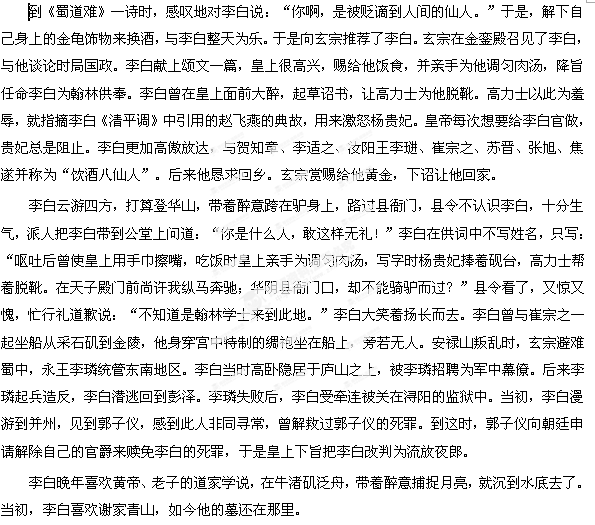 到《蜀道难》一诗时，感叹地对李白说：“你啊，是被贬谪到人间的仙人。”于是，解下自
己身上的金龟饰物来换酒，与李白整天为乐。于是向玄宗推荐了李白。玄宗在金銮殿召见了李白，
与他谈论时局国政。李白献上颂文一篇，皇上很高兴，赐给他饭食，并亲手为他调匀肉汤，降旨
任命李白为翰林供奉。李白曾在皇上面前大醉，起草诏书，让高力士为他脱靴。高力士以此为羞
辱，就指摘李白《清平调》中引用的赵飞燕的典故，用来激怒杨贵妃。皇帝每次想要给李白官做，
贵妃总是阻止。李白更加高傲放达，与贺知章、李适之、汝阳王李琎、崔宗之、苏晋、张旭、焦
遂并称为“饮酒八仙人”。后来他恳求回乡。玄宗赏赐给他黄金，下诏让他回家。
李白云游四方，打算登华山，带着醉意跨在驴身上，路过县衙门，县令不认识李白，十分生
气，派人把李白带到公堂上问道：“你是什么人，敢这样无礼！”李白在供词中不写姓名，只写：
“呕吐后曾使皇上用手巾擦嘴，吃饭时皇上亲手为调匀肉汤，写字时杨贵妃捧着砚台，高力士帮
着脱靴。在天子殿门前尚许我纵马奔驰；华阴县衙门口，却不能骑驴而过？”县令看了，又惊又
愧，忙行礼道歉说：“不知道是翰林学士来到此地。”李白大笑着扬长而去。李白曾与崔宗之一
起坐船从采石矶到金陵，他身穿宫中特制的绸袍坐在船上，旁若无人。安禄山叛乱时，玄宗避难
蜀中，永王李璘统管东南地区。李白当时高卧隐居于庐山之上，被李璘招聘为军中幕僚。后来李
璘起兵造反，李白潜逃回到彭泽。李璘失败后，李白受牵连被关在浔阳的监狱中。当初，李白漫
游到并州，见到郭子仪，感到此人非同寻常，曾解救过郭子仪的死罪。到这时，郭子仪向朝廷申
请解除自己的官爵来赎免李白的死罪，于是皇上下旨把李白改判为流放夜郎。
李白晚年喜欢黄帝、老子的道家学说，在牛渚矶泛舟，带着醉意捕捉月亮，就沉到水底去了。
当初，李白喜欢谢家青山，如今他的墓还在那里。